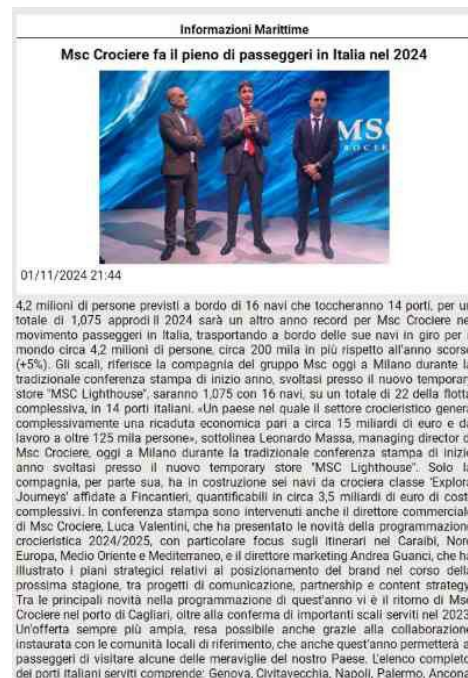 Informazioni Marittime
Msc Crociere fa il pieno di passeggeri in Italia nel 2024
MSC
CROCIERE
01/11/2024 21:44
4,2 milioni di persone previsti a bordo di 16 navi che toccheranno 14 porti, per un
totale di 1,075 approdi Il 2024 sarà un altro anno record per Msc Crociere nel
movimento passeggeri in Italia, trasportando a bordo delle sue navi in giro per i
mondo circa 4,2 milioni di persone, circa 200 mila in più rispetto all'anno scorso
(+5%). Gli scali, riferisce la compagnia del gruppo Msc oggi a Milano durante la
tradizionale conferenza stampa di inizio anno, svoltasi presso il nuovo temporary
store "MSC Lighthouse", saranno 1,075 con 16 navi, su un totale di 22 della flotta
complessiva, in 14 porti italiani. «Un paese nel quale il settore crocieristico genera
complessivamente una ricaduta economica pari a circa 15 miliardi di euro e dà
lavoro a oltre 125 mila persone», sottolinea Leonardo Massa, managing director d
Msc Crociere, oggi a Milano durante la tradizionale conferenza stampa di inizio
anno svoltasi presso il nuovo temporary store "MSC Lighthouse". Solo la
compagnia, per parte sua, ha in costruzione sei navi da crociera classe 'Explora
Journeys' affidate a Fincantieri, quantificabili in circa 3,5 miliardi di euro di costi
complessivi. In conferenza stampa sono intervenuti anche il direttore commerciale
di Msc Crociere, Luca Valentini, che ha presentato le novità della programmazione
crocieristica 2024/2025, con particolare focus sugli itinerari nei Caraibi, Nord
Europa, Medio Oriente e Mediterraneo, e il direttore marketing Andrea Guanci, che ha
illustrato i piani strategici relativi al posizionamento del brand nel corso della
prossima stagione, tra progetti di comunicazione, partnership e content strategy.
Tra le principali novità nella programmazione di quest'anno vi è il ritorno di Msc
Crociere nel porto di Cagliari, oltre alla conferma di importanti scali serviti nel 2023.
Un'offerta sempre più ampia, resa possibile anche grazie alla collaborazione
instaurata con le comunità locali di riferimento, che anche quest'anno permetterà ai
passeggeri di visitare alcune delle meraviglie del nostro Paese. L'elenco completo
dei porti italiani serviti comprende: Genova, Civitavecchia, Napoli, Palermo, Ancona,